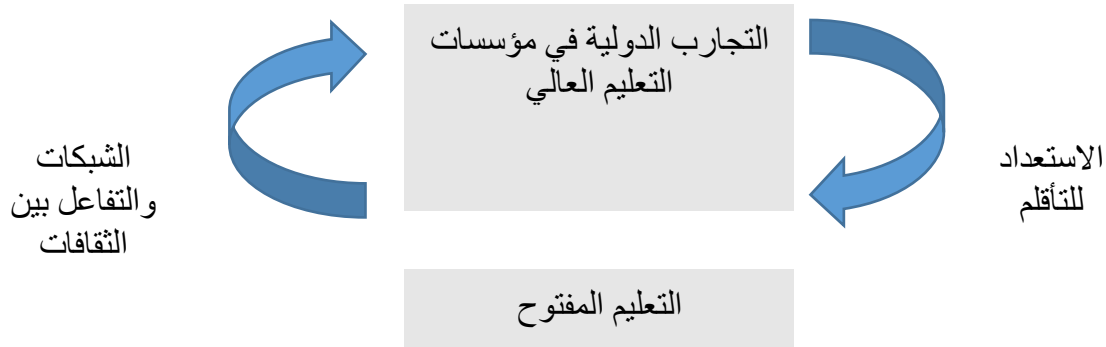 التجارب الدولية في مؤسسات
التعليم العالي
الاستعداد
للتأقلم
الشبكات
والتفاعل بين
الثقافات
التعليم المفتوح